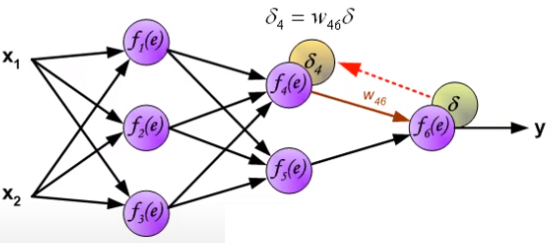 δ₄ = w₄₆δ
x₁
f₁(e)
δ₄
f₄(e)
w₄₆
δ
f₂(e)
f₆(e)
y
f₅(e)
x₂
f₃(e)